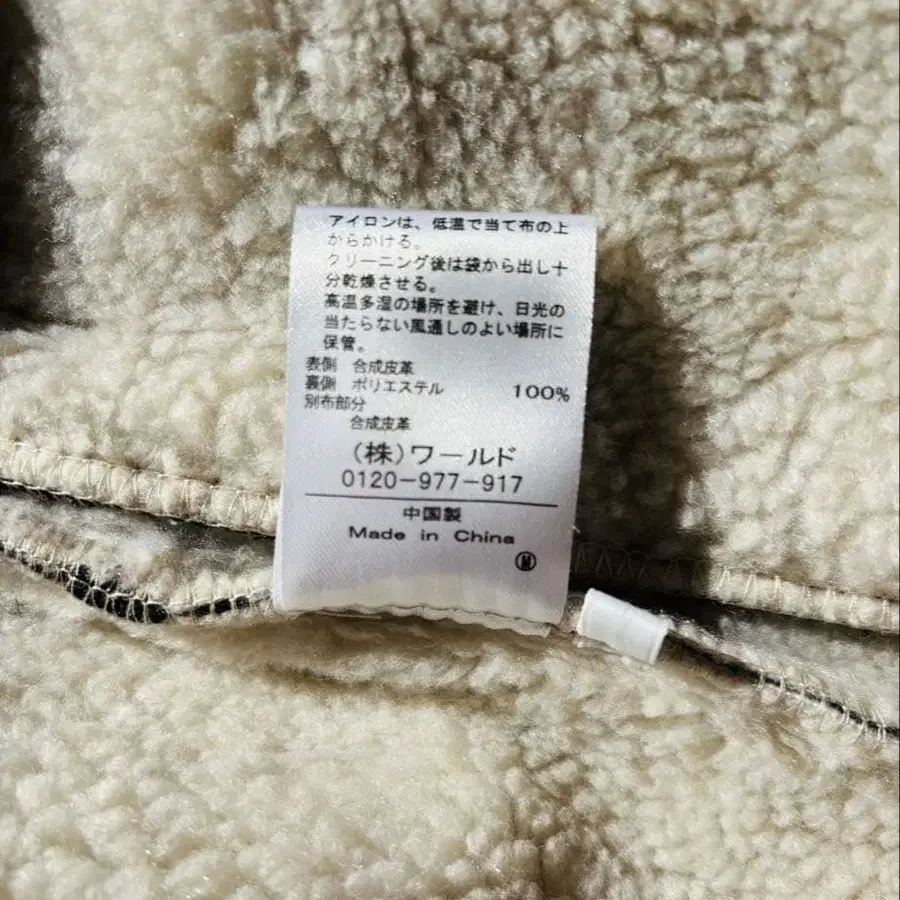 アイロンは、低温で当て布の上
からかける。
クリーニング後は袋から出し十
分乾燥させる。
高温多湿の場所を避け、日光の
当たらない風通しのよい場所に
保管。
表側 合成皮革
裏側 ポリエステル 100%
別布部分
合成皮革
(株)ワールド
0120-977-917
中国製
Made in China
Ⓜ